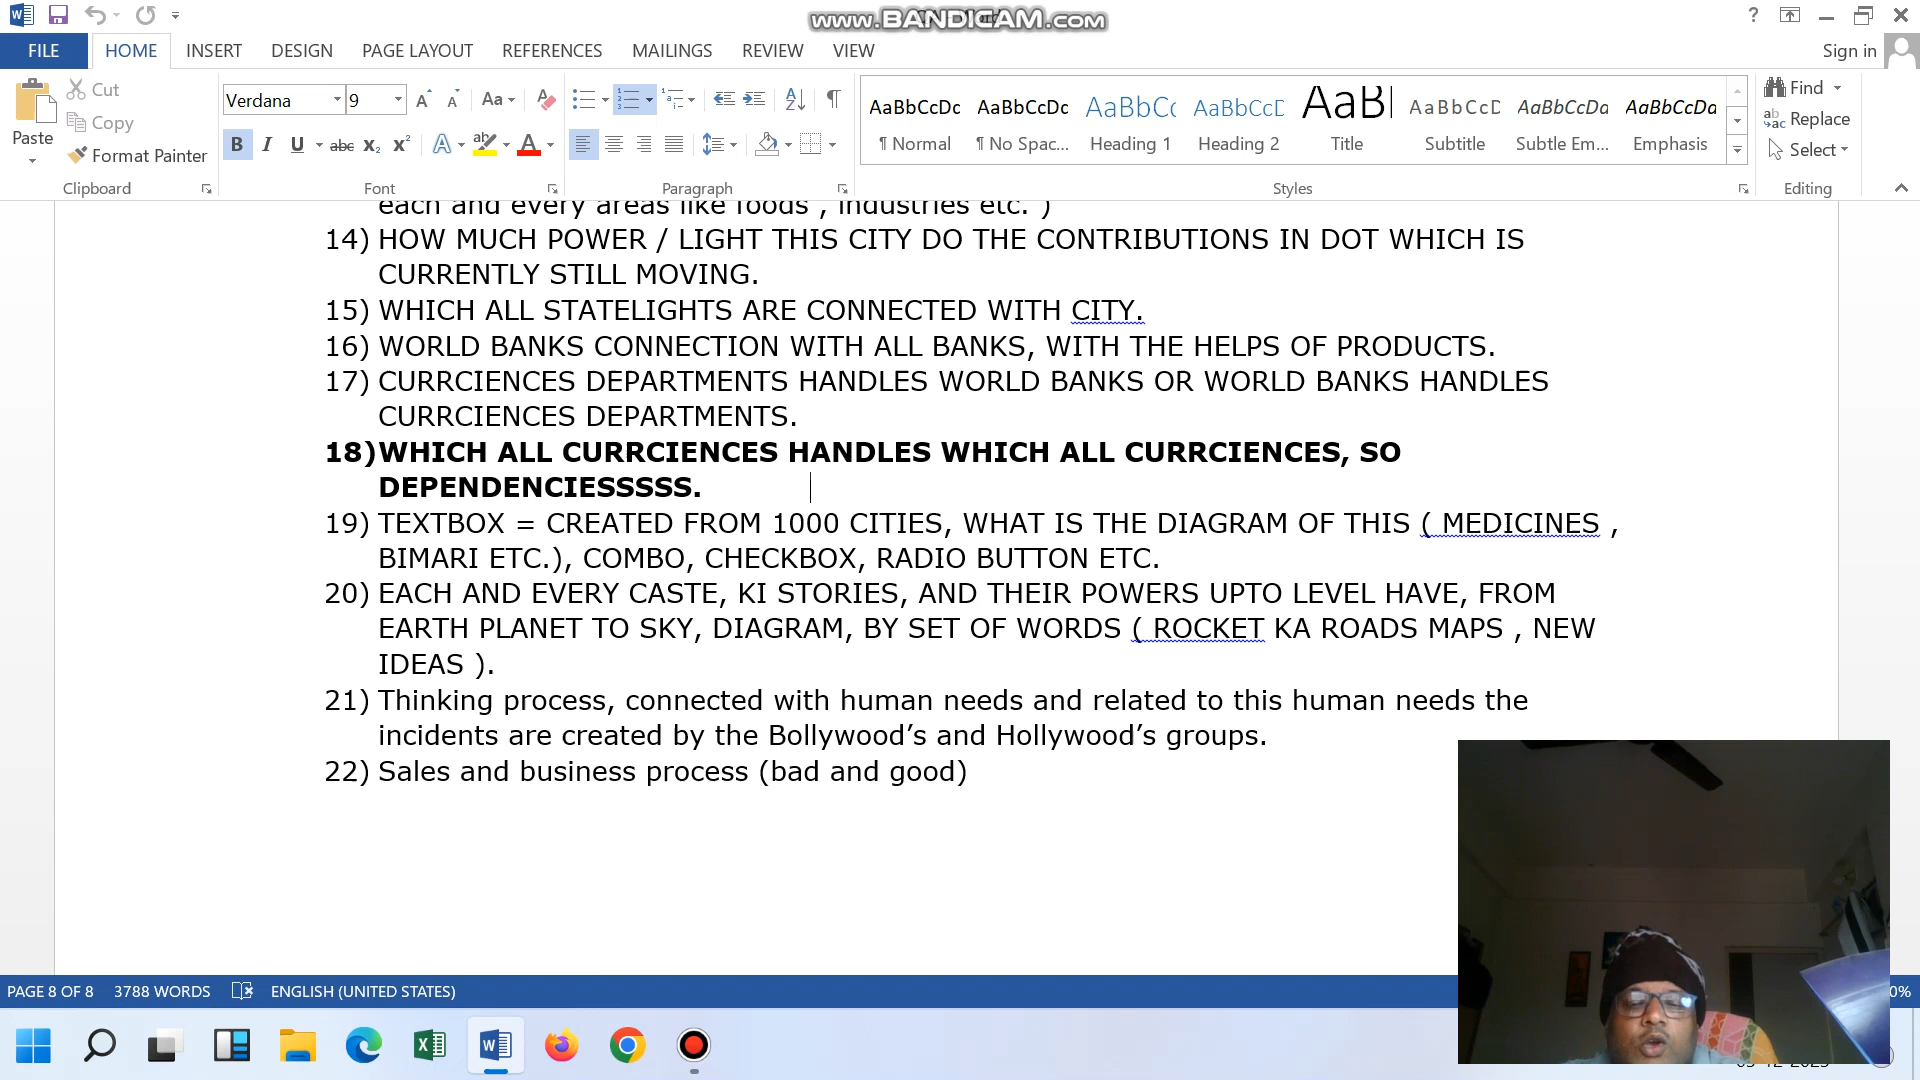 www.BANDICAM.com
?
FILE HOME INSERT DESIGN PAGE LAYOUT REFERENCES MAILINGS REVIEW VIEW Sign in
Paste
Cut
Copy
Format Painter
Verdana 9
Clipboard Font Paragraph Styles Editing
AaBbCcDc AaBbCcDc AaBbC AaBbCcD AaB AaBbCcD AaBbCcDa AaBbCcDa
¶ Normal ¶ No Spac... Heading 1 Heading 2 Title Subtitle Subtle Em... Emphasis
Find
Replace
Select
each and every areas like foods , industries etc. )
14) HOW MUCH POWER / LIGHT THIS CITY DO THE CONTRIBUTIONS IN DOT WHICH IS
CURRENTLY STILL MOVING.
15) WHICH ALL STATELIGHTS ARE CONNECTED WITH CITY.
16) WORLD BANKS CONNECTION WITH ALL BANKS, WITH THE HELPS OF PRODUCTS.
17) CURRCIENCES DEPARTMENTS HANDLES WORLD BANKS OR WORLD BANKS HANDLES
CURRCIENCES DEPARTMENTS.
18) WHICH ALL CURRCIENCES HANDLES WHICH ALL CURRCIENCES, SO
DEPENDENCIESSSSS.
19) TEXTBOX = CREATED FROM 1000 CITIES, WHAT IS THE DIAGRAM OF THIS ( MEDICINES ,
BIMARI ETC.), COMBO, CHECKBOX, RADIO BUTTON ETC.
20) EACH AND EVERY CASTE, KI STORIES, AND THEIR POWERS UPTO LEVEL HAVE, FROM
EARTH PLANET TO SKY, DIAGRAM, BY SET OF WORDS ( ROCKET KA ROADS MAPS , NEW
IDEAS ).
21) Thinking process, connected with human needs and related to this human needs the
incidents are created by the Bollywood’s and Hollywood’s groups.
22) Sales and business process (bad and good)
PAGE 8 OF 8 3788 WORDS ENGLISH (UNITED STATES) 0%